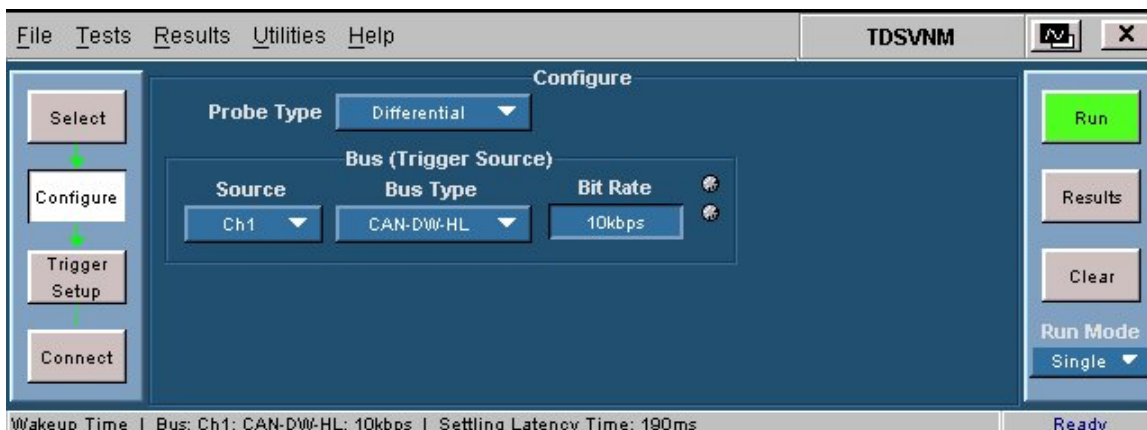 File Tests Results Utilities Help TDSVNM X
Configure
Select
Probe Type Differential
Run
Bus (Trigger Source)
Configure
Source Bus Type Bit Rate
Results
Ch1 CAN-DW-HL 10kbps
Trigger
Setup
Clear
Connect
Run Mode
Single
Wakeup Time | Bus: Ch1: CAN-DW-HL: 10kbps | Settling Latency Time: 190ms Ready